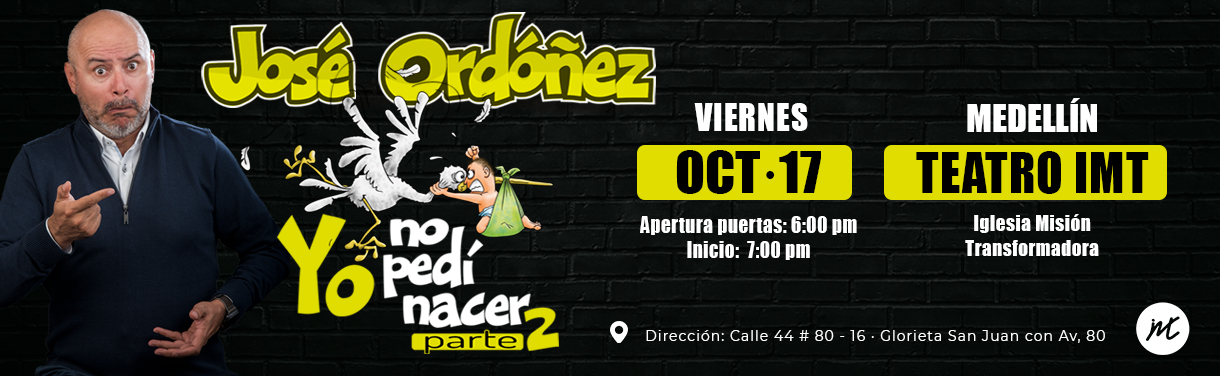 José Ordóñez
Yo no
pedí
nacer
parte 2
VIERNES
OCT·17
Apertura puertas: 6:00 pm
Inicio: 7:00 pm
MEDELLÍN
TEATRO IMT
Iglesia Misión
Transformadora
Dirección: Calle 44 # 80 - 16 · Glorieta San Juan con Av, 80